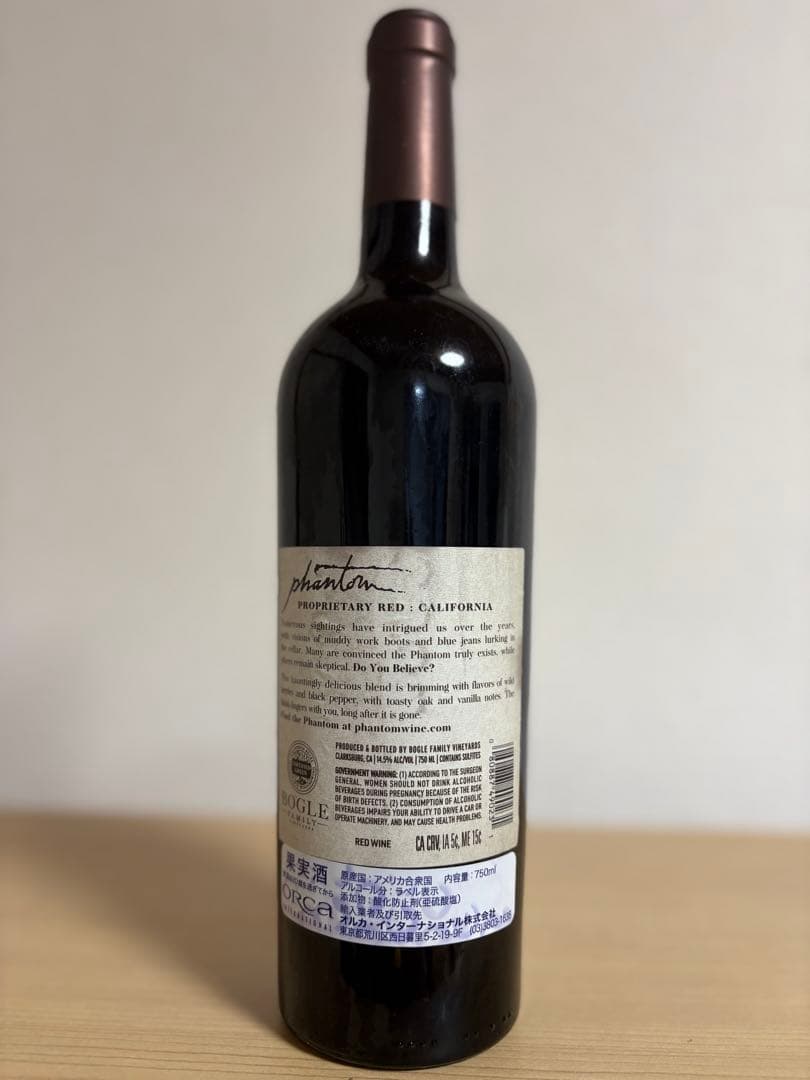 phantom
PROPRIETARY RED : CALIFORNIA
sightings have intrigued us over the years,
visions of muddy work boots and blue jeans lurking in
cellar. Many are convinced the Phantom truly exists, while
remain skeptical. Do You Believe?
hauntingly delicious blend is brimming with flavors of wild
berries and black pepper, with toasty oak and vanilla notes. The
lingers with you, long after it is gone.
the Phantom at phantomwine.com
PRODUCED & BOTTLED BY BOGLE FAMILY VINEYARDS
CLARKSBURG, CA | 14.5% ALC/VOL | 750 ML | CONTAINS SULFITES
GOVERNMENT WARNING: (1) ACCORDING TO THE SURGEON
GENERAL, WOMEN SHOULD NOT DRINK ALCOHOLIC
BEVERAGES DURING PREGNANCY BECAUSE OF THE RISK
OF BIRTH DEFECTS. (2) CONSUMPTION OF ALCOHOLIC
BEVERAGES IMPAIRS YOUR ABILITY TO DRIVE A CAR OR
OPERATE MACHINERY, AND MAY CAUSE HEALTH PROBLEMS.
BOGLE
FAMILY
RED WINE CA CRV, IA 5¢, ME 15¢
果実酒
ORCA
INTERNATIONAL
原産国：アメリカ合衆国 内容量：750ml
アルコール分：ラベル表示
添加物：酸化防止剤(亜硫酸塩)
輸入業者及び引取先
オルカ・インターナショナル株式会社
東京都荒川区西日暮里5-2-19-9F (03)3803-1635